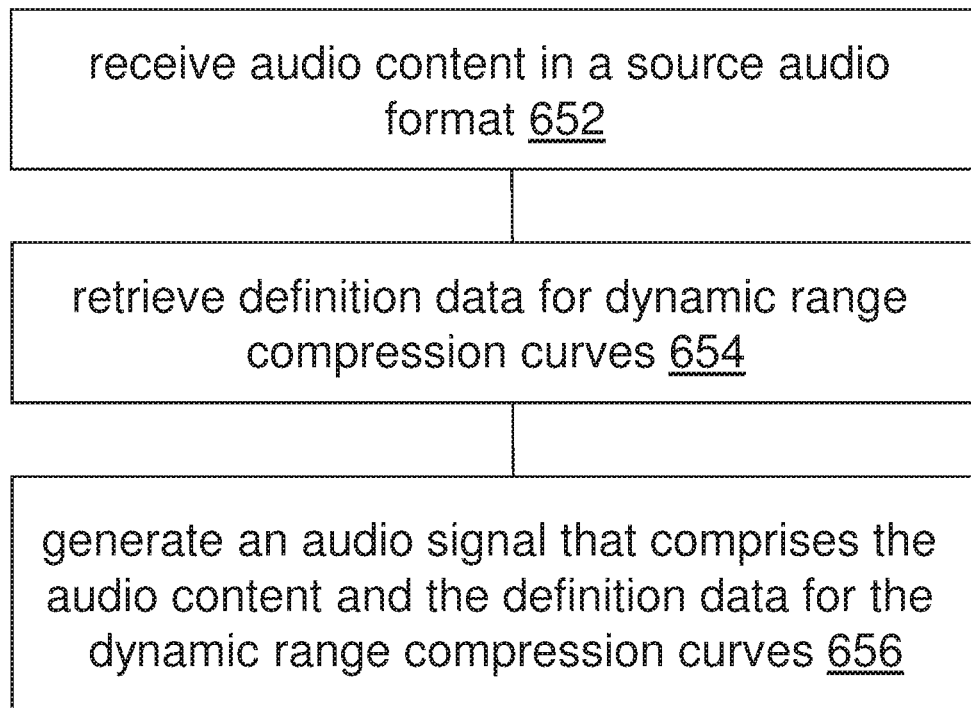 receive audio content in a source audio
format 652
retrieve definition data for dynamic range
compression curves 654
generate an audio signal that comprises the
audio content and the definition data for the
dynamic range compression curves 656